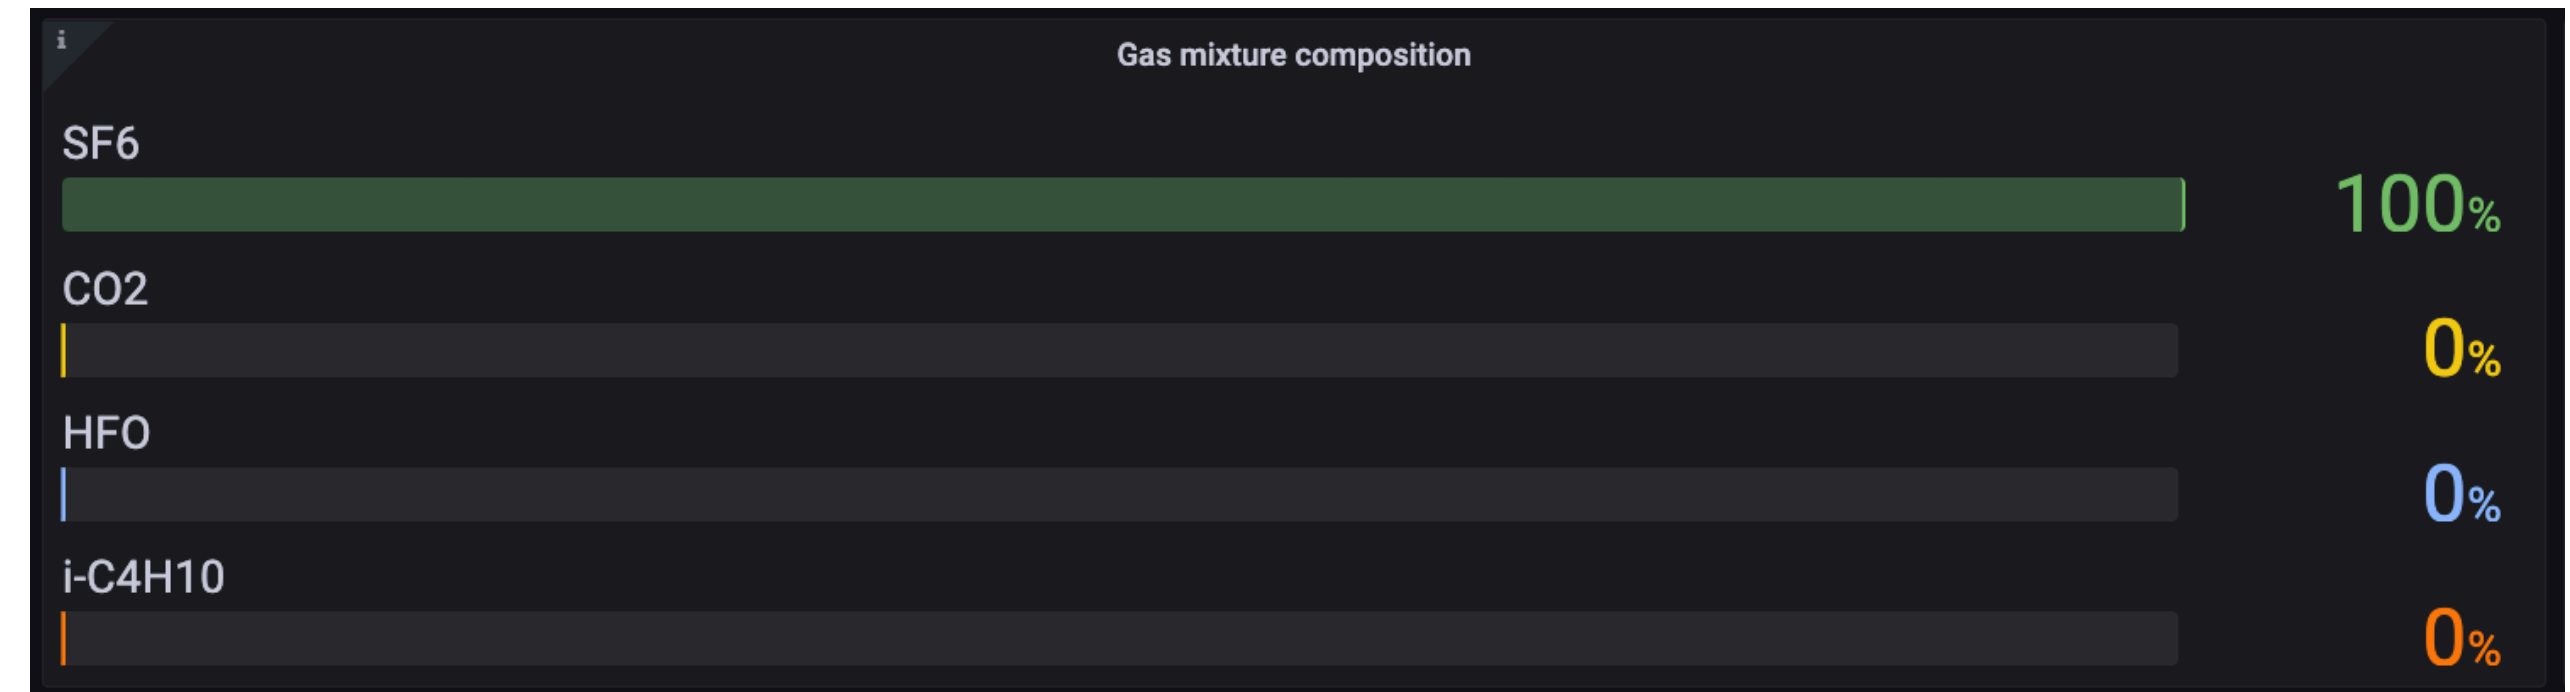 i
Gas mixture composition
SF6
100%
CO2
0%
HFO
0%
i-C4H10
0%